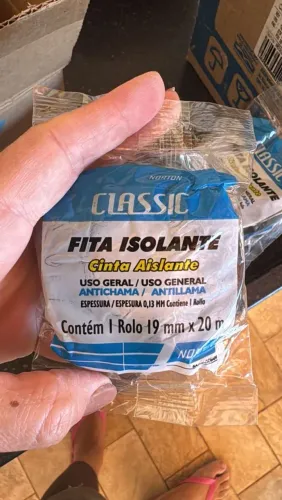 NORTON
CLASSIC
FITA ISOLANTE
Cinta Aislante
USO GERAL / USO GENERAL
ANTICHAMA / ANTILLAMA
ESPESSURA / ESPESURA 0,13 MM Contiene 1 Rollo
Contém 1 Rolo 19 mm x 20 m
CLASSIC